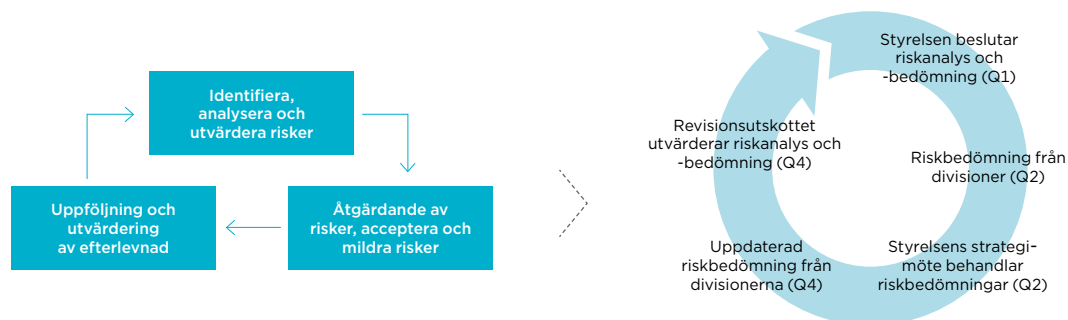 Identifiera,
analysera och
utvärdera risker
Åtgärdande av
risker, acceptera och
mildra risker
Uppföljning och
utvärdering
av efterlevnad
Styrelsen beslutar
riskanalys och
-bedömning (Q1)
Riskbedömning från
divisioner (Q2)
Styrelsens strategi-
möte behandlar
riskbedömningar (Q2)
Uppdaterad
riskbedömning från
divisionerna (Q4)
Revisionsutskottet
utvärderar riskanalys och
-bedömning (Q4)